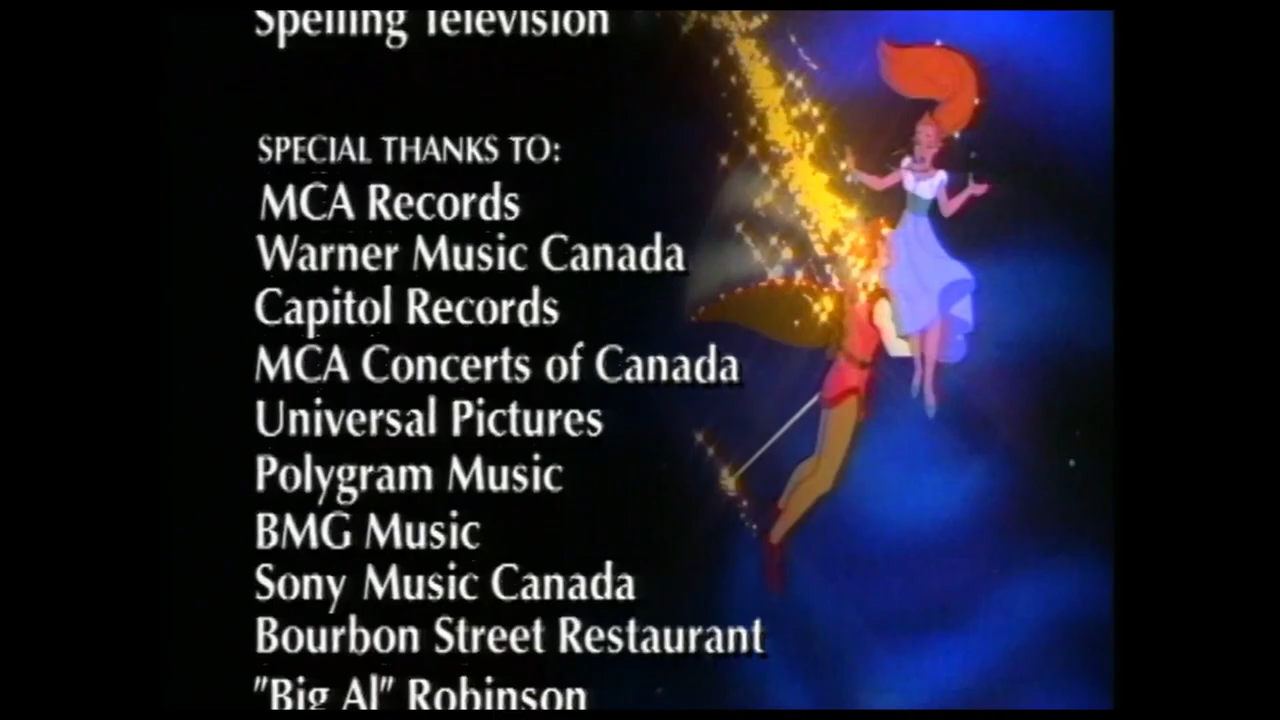 Spelling Television
SPECIAL THANKS TO:
MCA Records
Warner Music Canada
Capitol Records
MCA Concerts of Canada
Universal Pictures
Polygram Music
BMG Music
Sony Music Canada
Bourbon Street Restaurant
"Big Al" Robinson